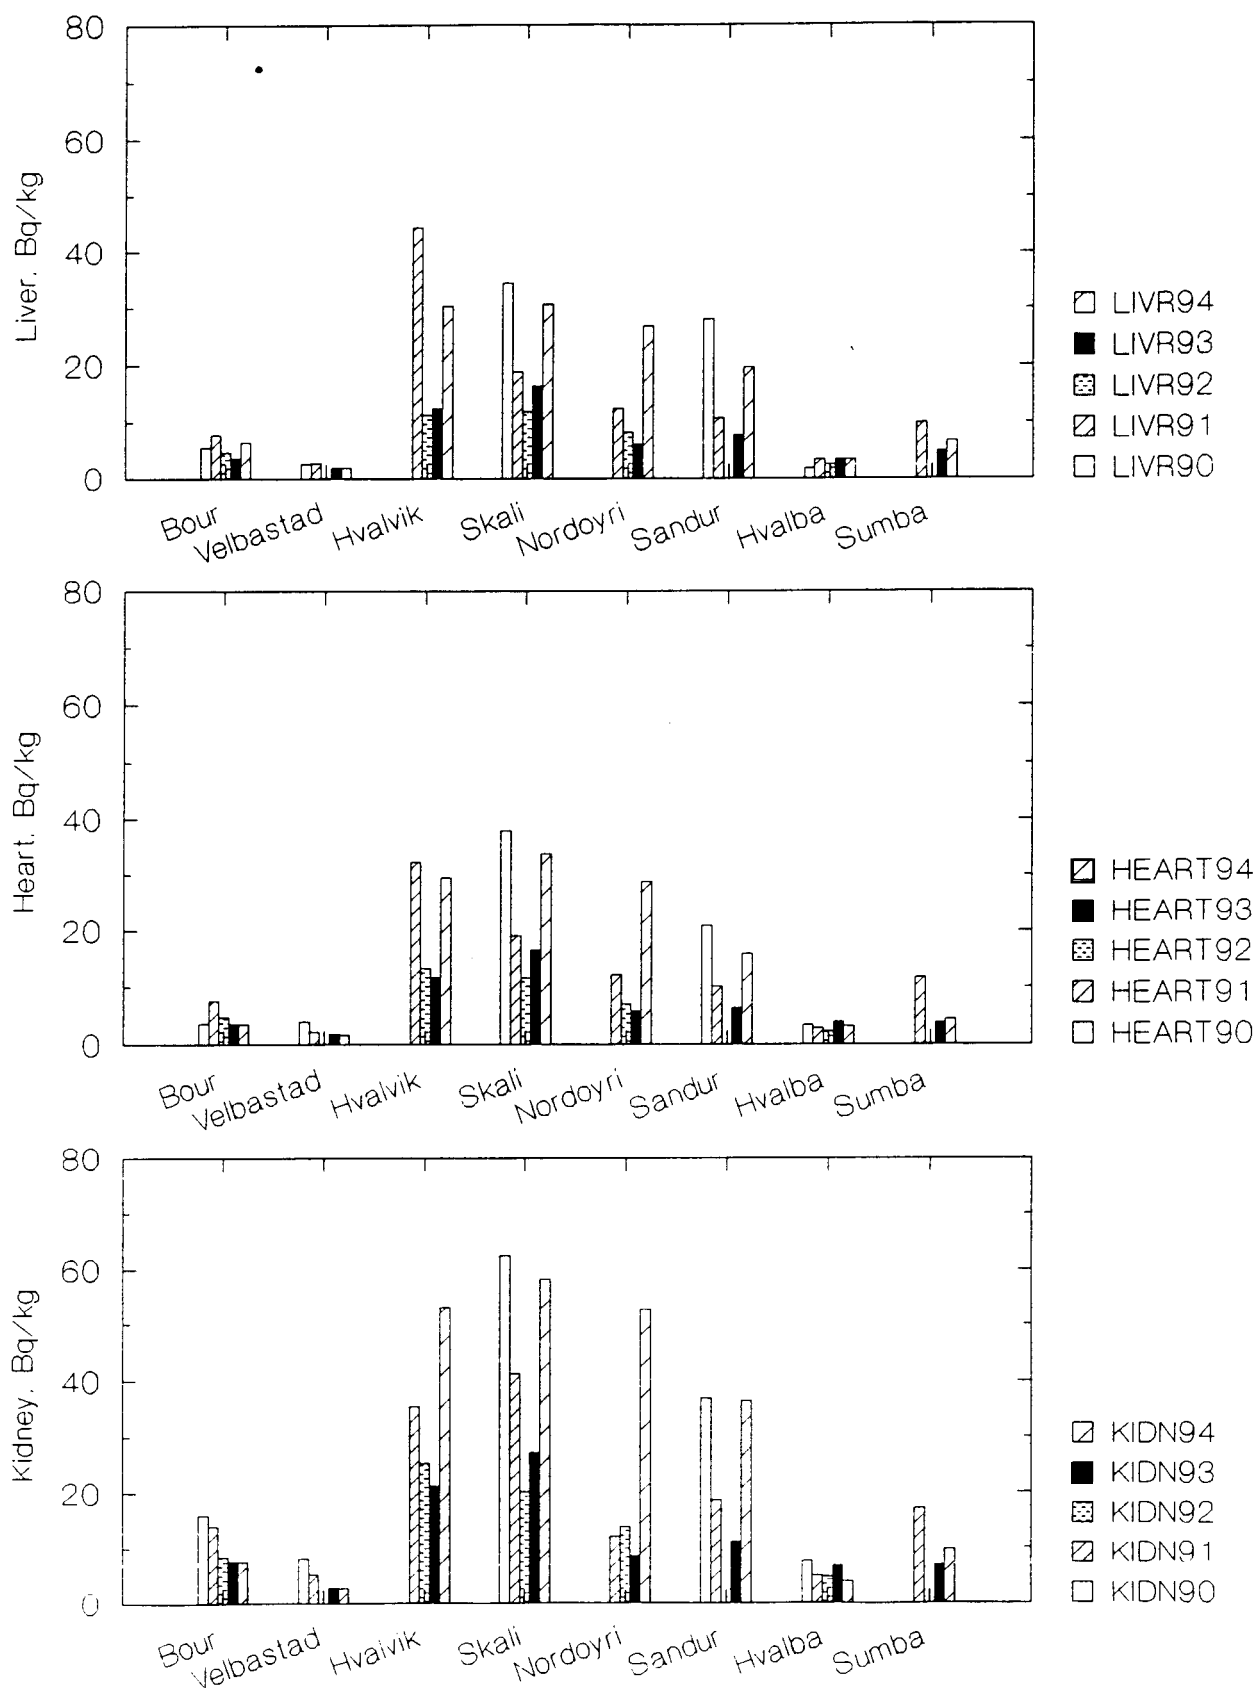 80
60
40
20
0
Liver. Bq/kg
Bour
Velbastad
Hvalvik
Skali
Nordoyri
Sandur
Hvalba
Sumba
LIVR94
LIVR93
LIVR92
LIVR91
LIVR90
80
60
40
20
0
Heart. Bq/kg
Bour
Velbastad
Hvalvik
Skali
Nordoyri
Sandur
Hvalba
Sumba
HEART94
HEART93
HEART92
HEART91
HEART90
80
60
40
20
0
Kidney. Bq/kg
Bour
Velbastad
Hvalvik
Skali
Nordoyri
Sandur
Hvalba
Sumba
KIDN94
KIDN93
KIDN92
KIDN91
KIDN90